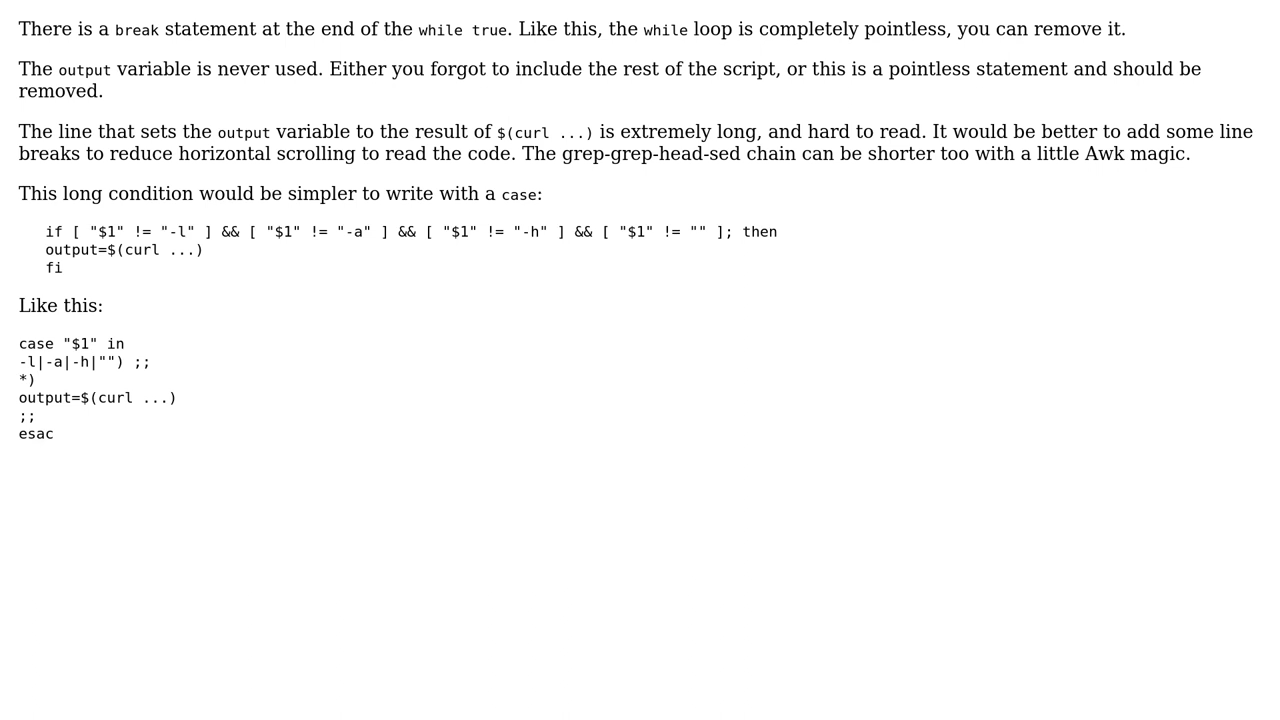 There is a break statement at the end of the while true. Like this, the while loop is completely pointless, you can remove it.
The output variable is never used. Either you forgot to include the rest of the script, or this is a pointless statement and should be
removed.
The line that sets the output variable to the result of $(curl ...) is extremely long, and hard to read. It would be better to add some line
breaks to reduce horizontal scrolling to read the code. The grep-grep-head-sed chain can be shorter too with a little Awk magic.
This long condition would be simpler to write with a case:
if [ "$1" != "-l" ] && [ "$1" != "-a" ] && [ "$1" != "-h" ] && [ "$1" != "" ]; then
output=$(curl ...)
fi
Like this:
case "$1" in
-l|-a|-h|"") ;;
*)
output=$(curl ...)
;;
esac